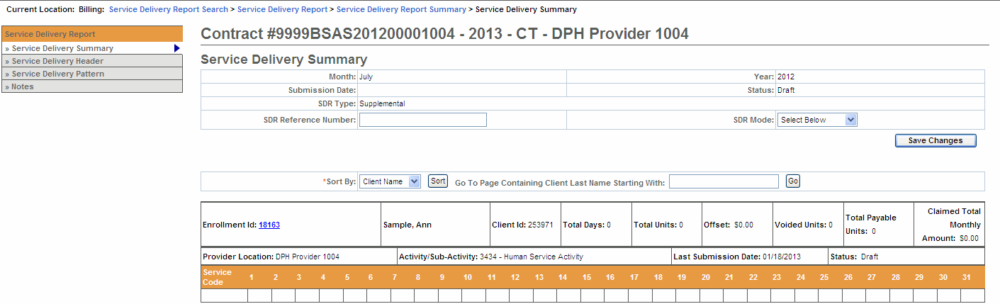 Current Location: Billing: Service Delivery Report Search > Service Delivery Report > Service Delivery Report Summary > Service Delivery Summary
Service Delivery Report
» Service Delivery Summary
» Service Delivery Header
» Service Delivery Pattern
» Notes
Contract #9999BSAS201200001004 - 2013 - CT - DPH Provider 1004
Service Delivery Summary
Month: July Year: 2012
Submission Date: Status: Draft
SDR Type: Supplemental
SDR Reference Number: SDR Mode: Select Below
Save Changes
*Sort By: Client Name Sort Go To Page Containing Client Last Name Starting With: Go
Enrollment Id: 18163 Sample, Ann Client Id: 253971 Total Days: 0 Total Units: 0 Offset: $0.00 Voided Units: 0 Total Payable Units: 0 Claimed Total Monthly Amount: $0.00
Provider Location: DPH Provider 1004 Activity/Sub-Activity: 3434 - Human Service Activity Last Submission Date: 01/18/2013 Status: Draft
Service Code 1 2 3 4 5 6 7 8 9 10 11 12 13 14 15 16 17 18 19 20 21 22 23 24 25 26 27 28 29 30 31